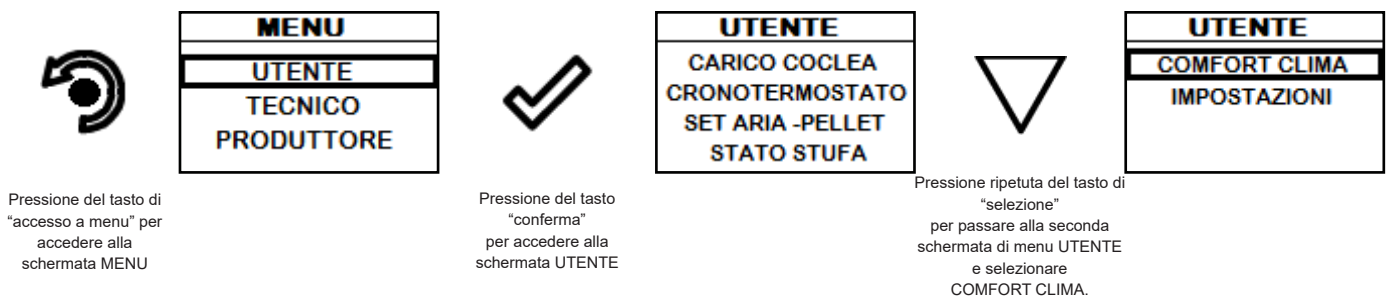 MENU
UTENTE
TECNICO
PRODUTTORE
Pressione del tasto di
“accesso a menu” per
accedere alla
schermata MENU
UTENTE
CARICO COCLEA
CRONOTERMOSTATO
SET ARIA -PELLET
STATO STUFA
Pressione del tasto
“conferma”
per accedere alla
schermata UTENTE
UTENTE
COMFORT CLIMA
IMPOSTAZIONI
Pressione ripetuta del tasto di
“selezione”
per passare alla seconda
schermata di menu UTENTE
e selezionare
COMFORT CLIMA.